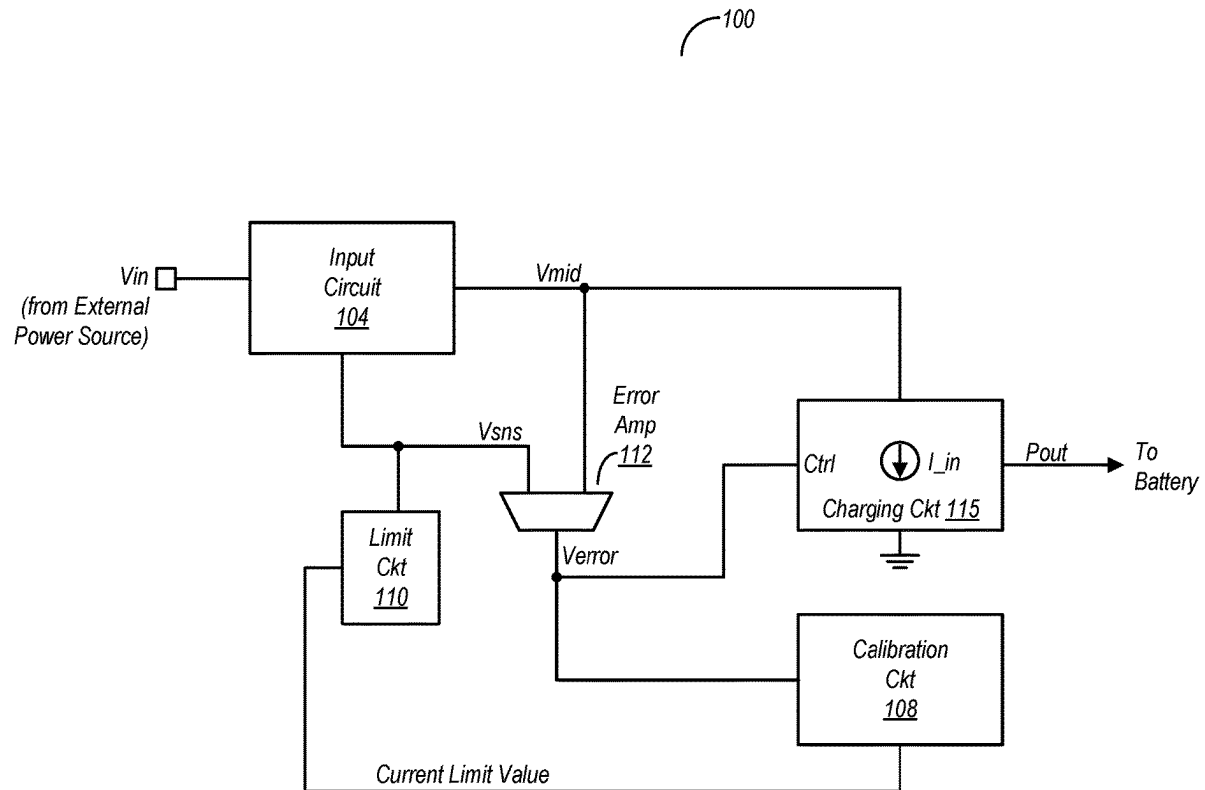 100
Input
Circuit
104
Vin
(from External
Power Source)
Vmid
Error
Amp
112
Vsns
Ctrl
I_in
Charging Ckt 115
Pout
To
Battery
Limit
Ckt
110
Verror
Calibration
Ckt
108
Current Limit Value